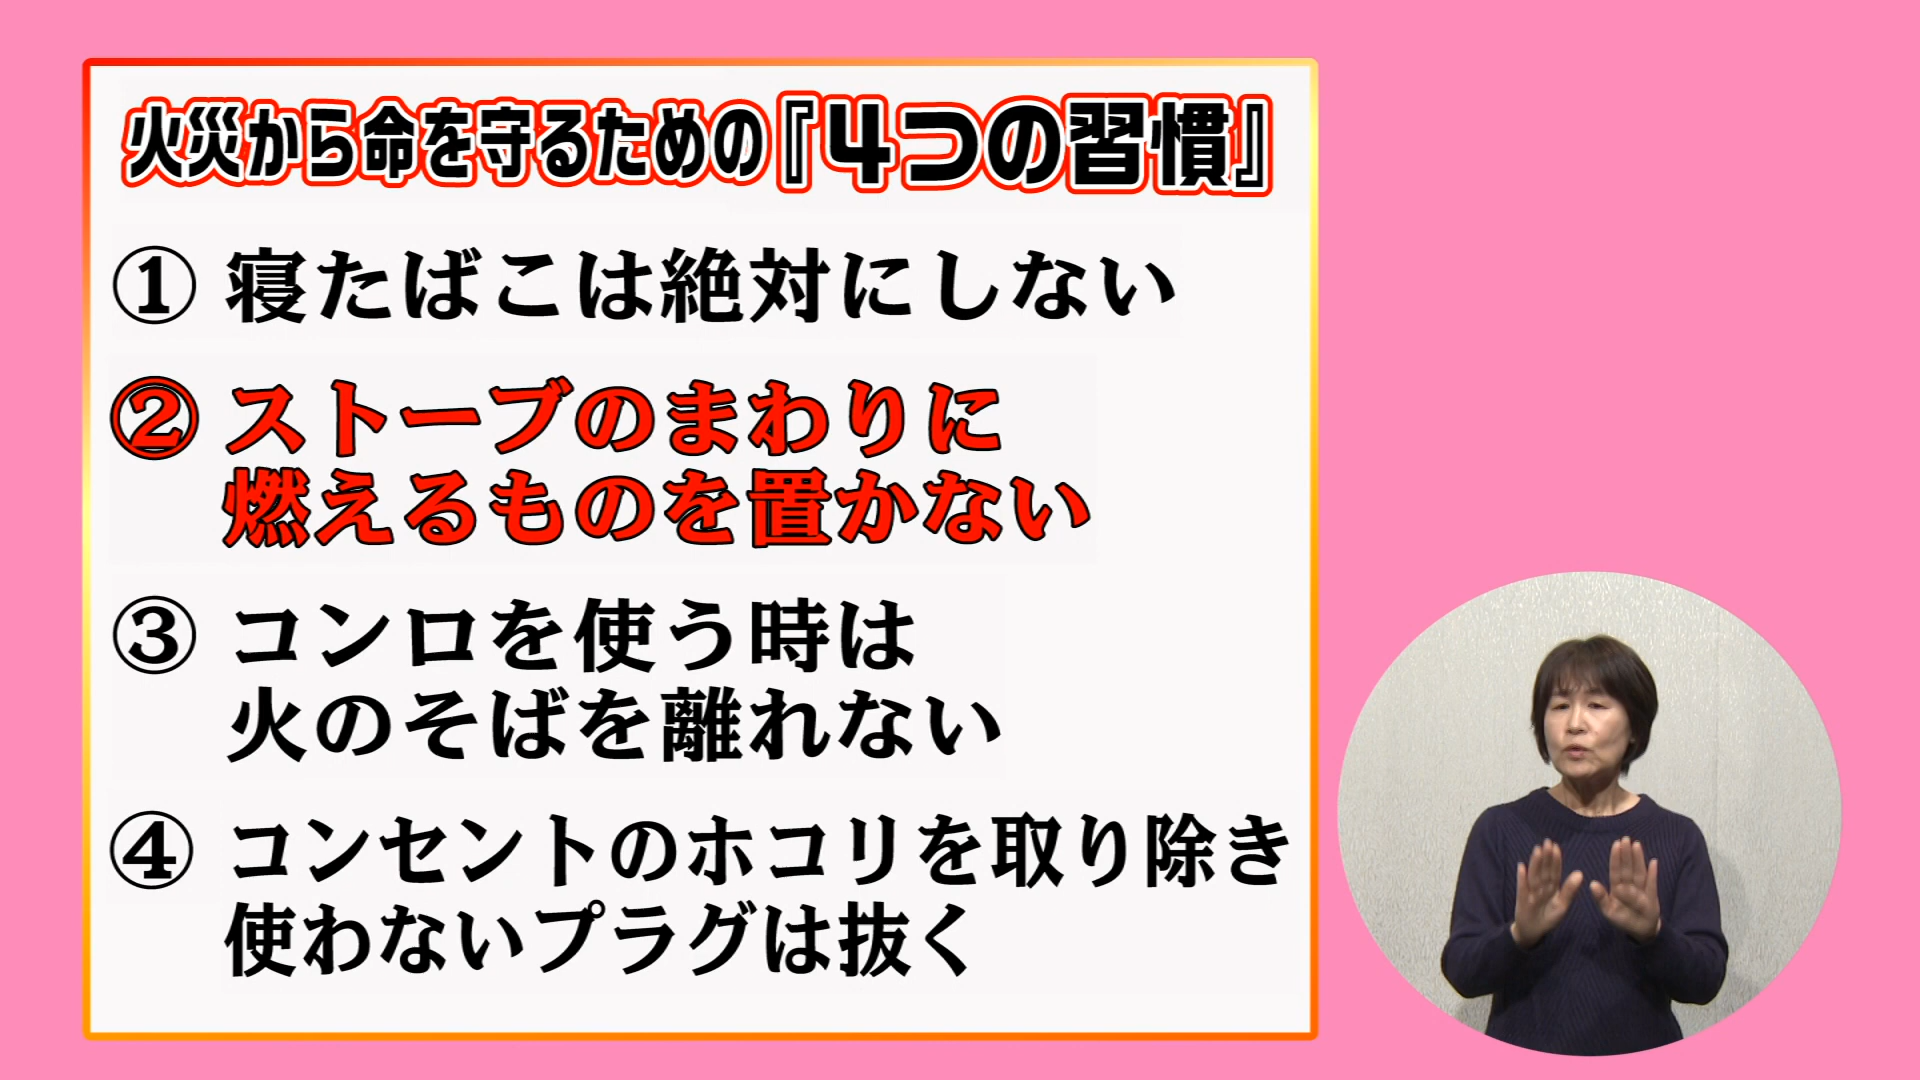 火災から命を守るための『4つの習慣』
① 寝たばこは絶対にしない
② ストーブのまわりに
燃えるものを置かない
③ コンロを使う時は
火のそばを離れない
④ コンセントのホコリを取り除き
使わないプラグは抜く